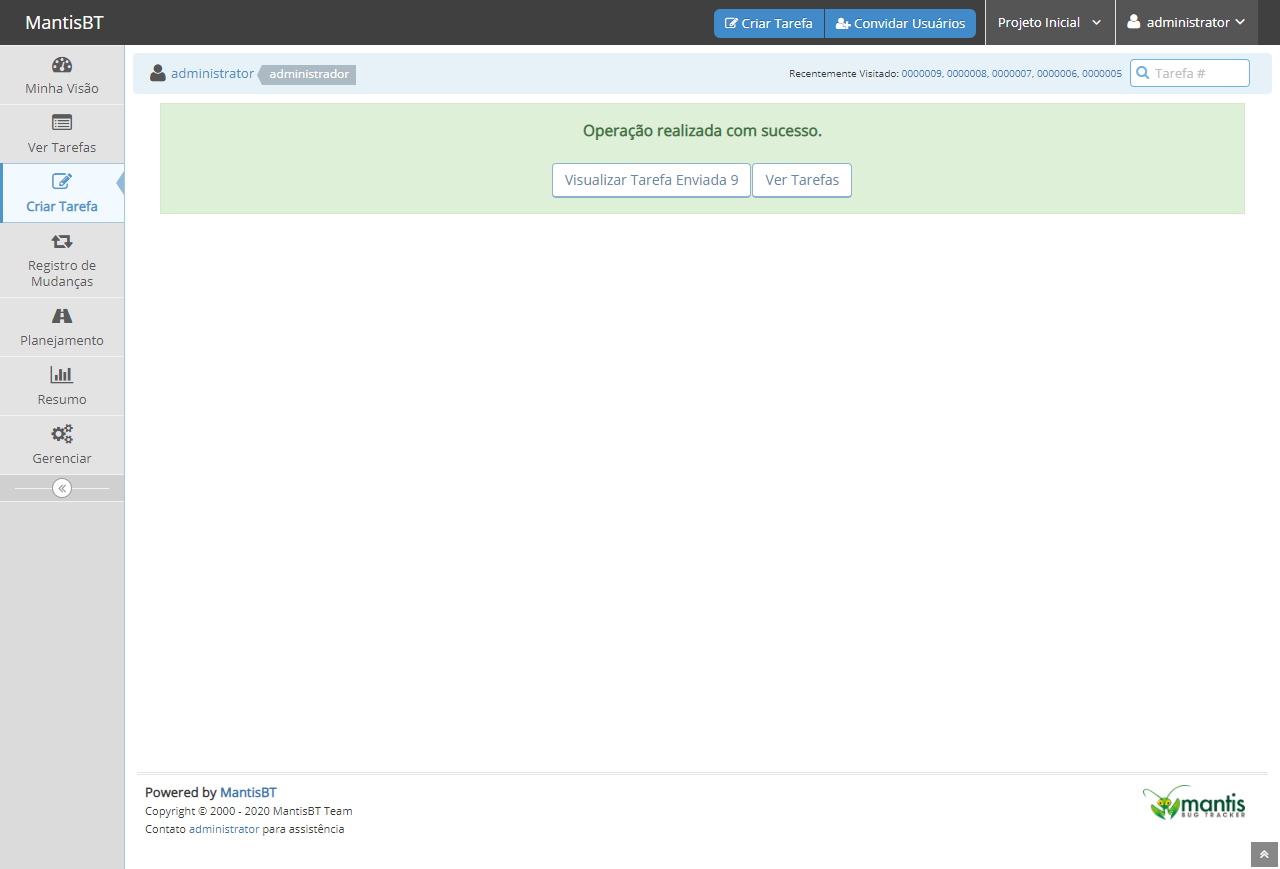 MantisBT
Criar Tarefa
Convidar Usuários
Projeto Inicial
administrator
Minha Visão
Ver Tarefas
Criar Tarefa
Registro de
Mudanças
Planejamento
Resumo
Gerenciar
administrator administrador
Recentemente Visitado: 0000009, 0000008, 0000007, 0000006, 0000005
Tarefa #
Operação realizada com sucesso.
Visualizar Tarefa Enviada 9
Ver Tarefas
Powered by MantisBT
Copyright © 2000 - 2020 MantisBT Team
Contato administrator para assistência
mantis
BUG TRACKER